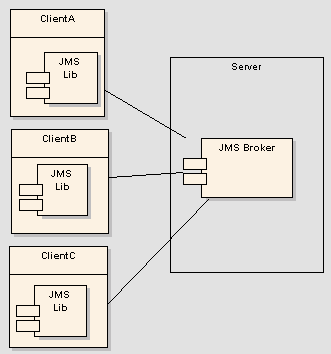 ClientA
JMS
Lib
Server
ClientB
JMS
Lib
JMS Broker
ClientC
JMS
Lib